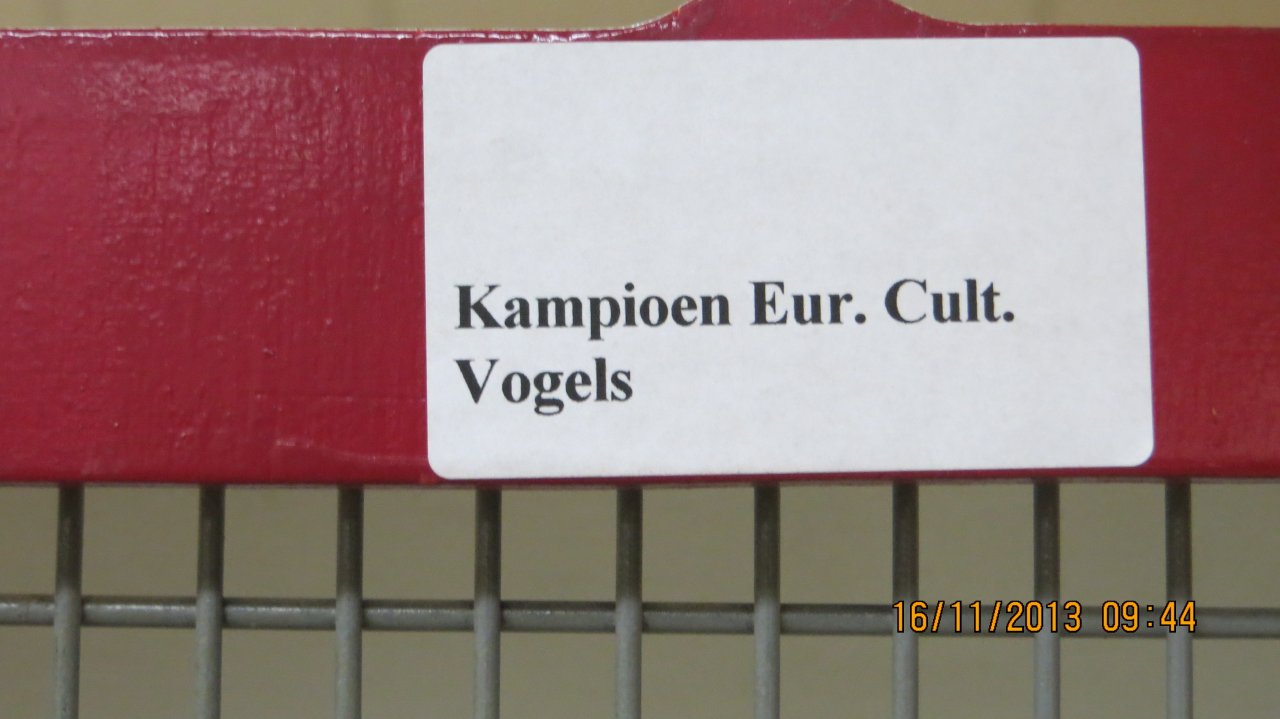 Kampioen Eur. Cult.
Vogels
16/11/2013 09:44